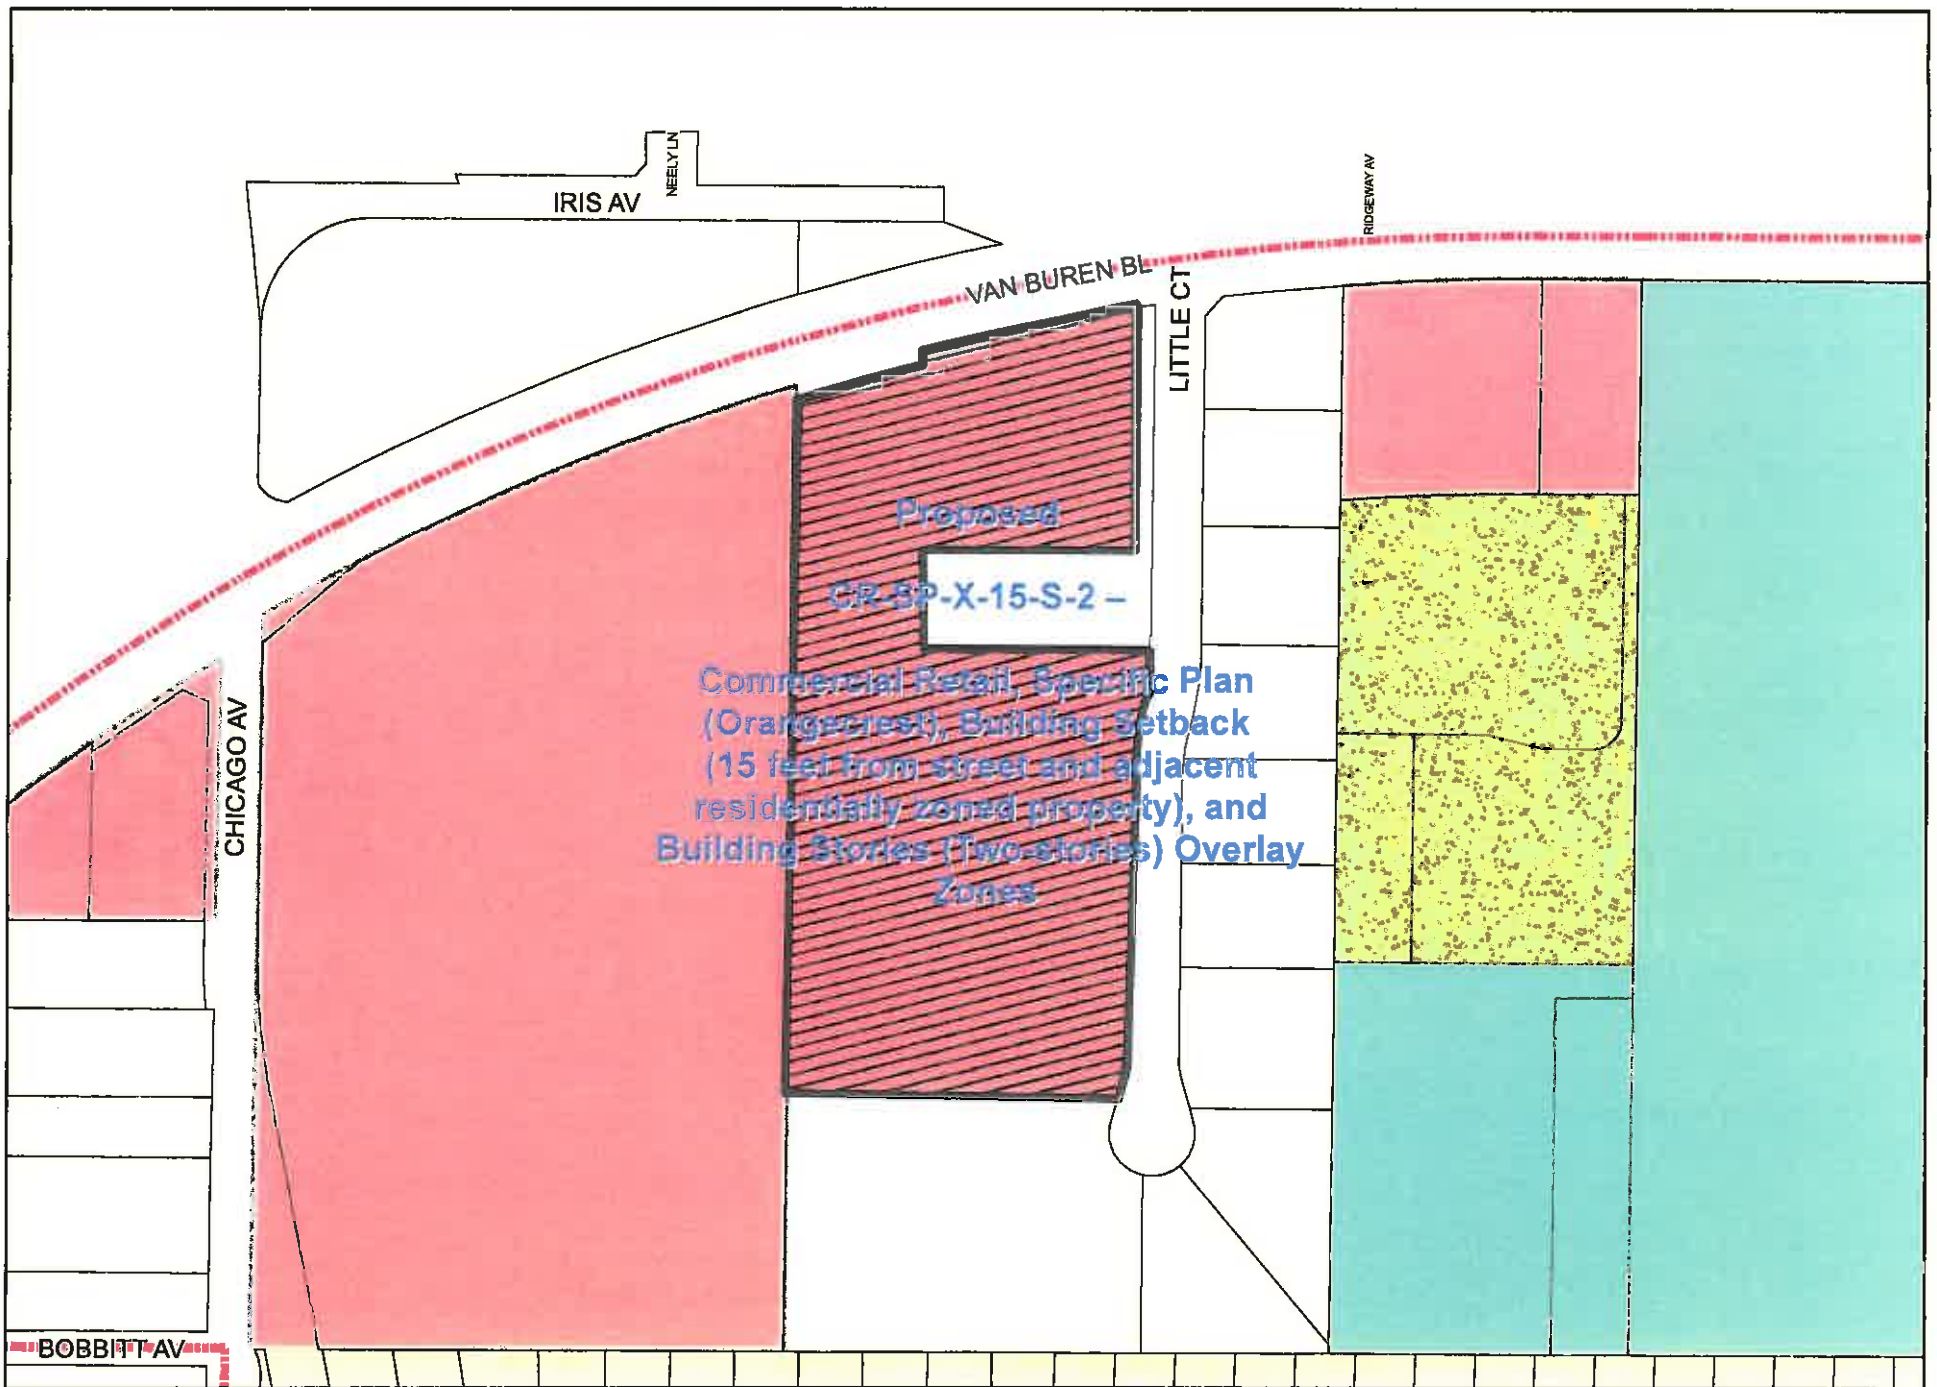 NEELY LN
IRIS AV
RIDGEWAY AV
VAN BUREN BL
LITTLE CT
Proposed
CR-SP-X-15-S-2 –
Commercial Retail, Specific Plan
(Orangecrest), Building Setback
(15 feet from street and adjacent
residentially zoned property), and
Building Stories (Two-stories) Overlay
Zones
CHICAGO AV
BOBBITT AV